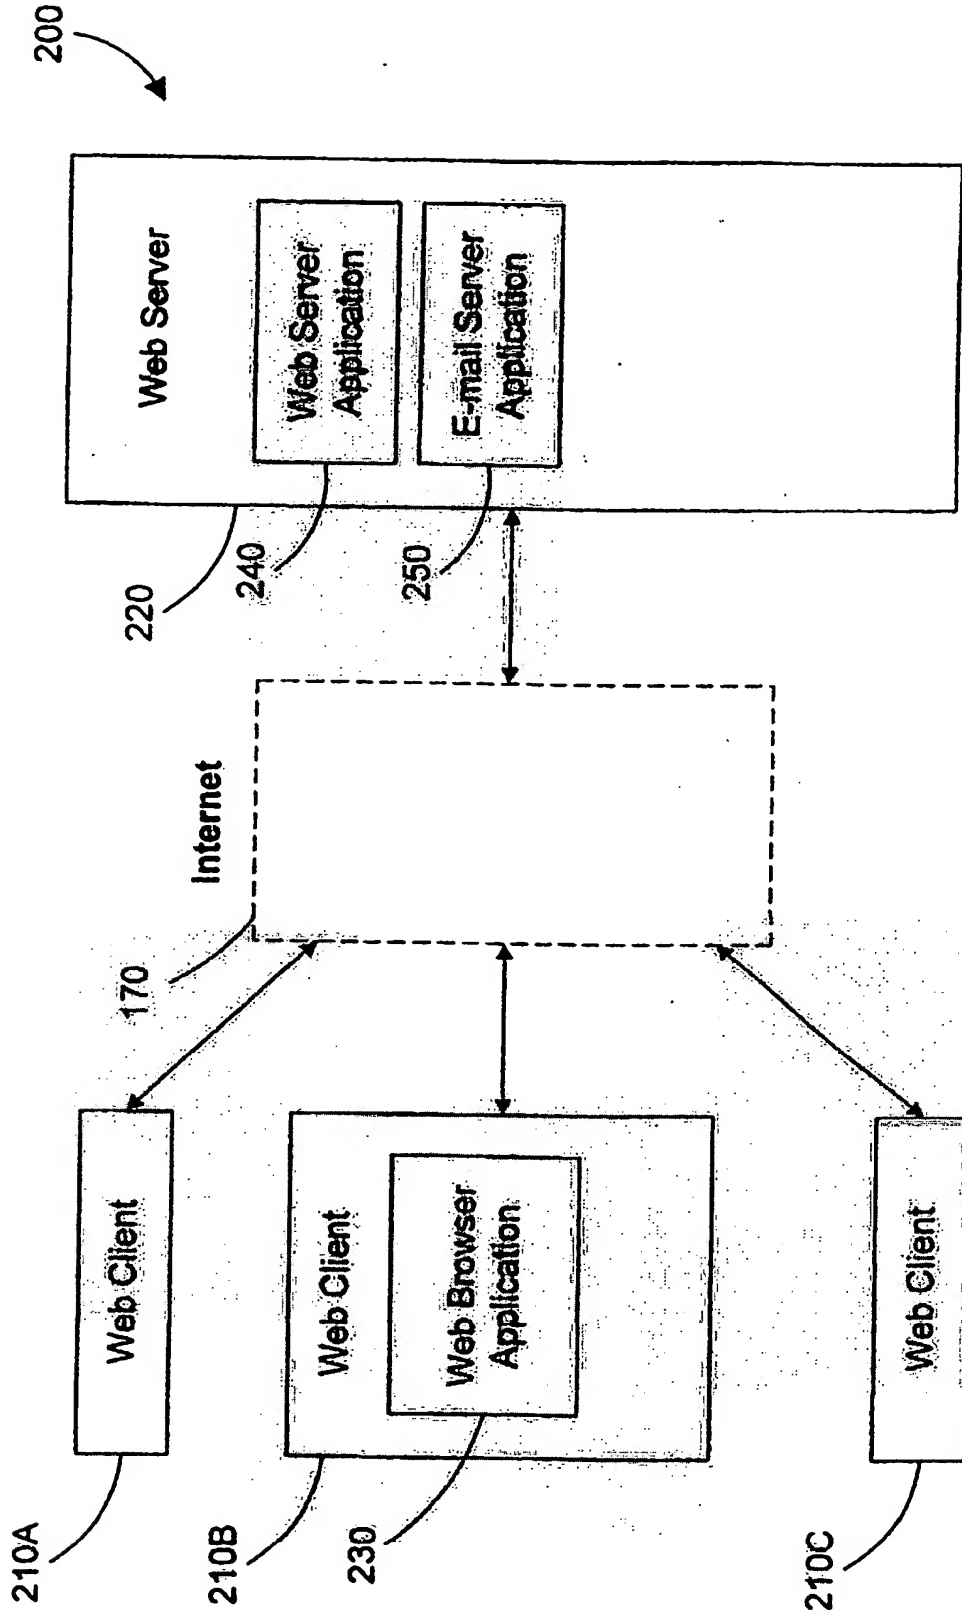 200
210A
Web Client
170
Internet
220
Web Server
240
Web Server
Application
210B
Web Client
230
Web Browser
Application
250
E-mail Server
Application
210C
Web Client